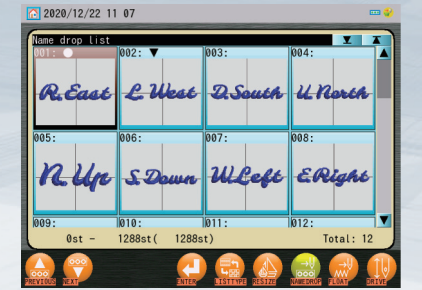 2020/12/22 11 07
Name drop list
001: 002: 003: 004:
R.East L.West D.South U.North
005: 006: 007: 008:
N.Up S.Down W.Left E.Right
009: 010: 011: 012:
0st - 1288st( 1288st) Total: 12
PREVIOUS NEXT ENTER LISTTYPE RESIZE NAMEDROP FLOAT DRIVE